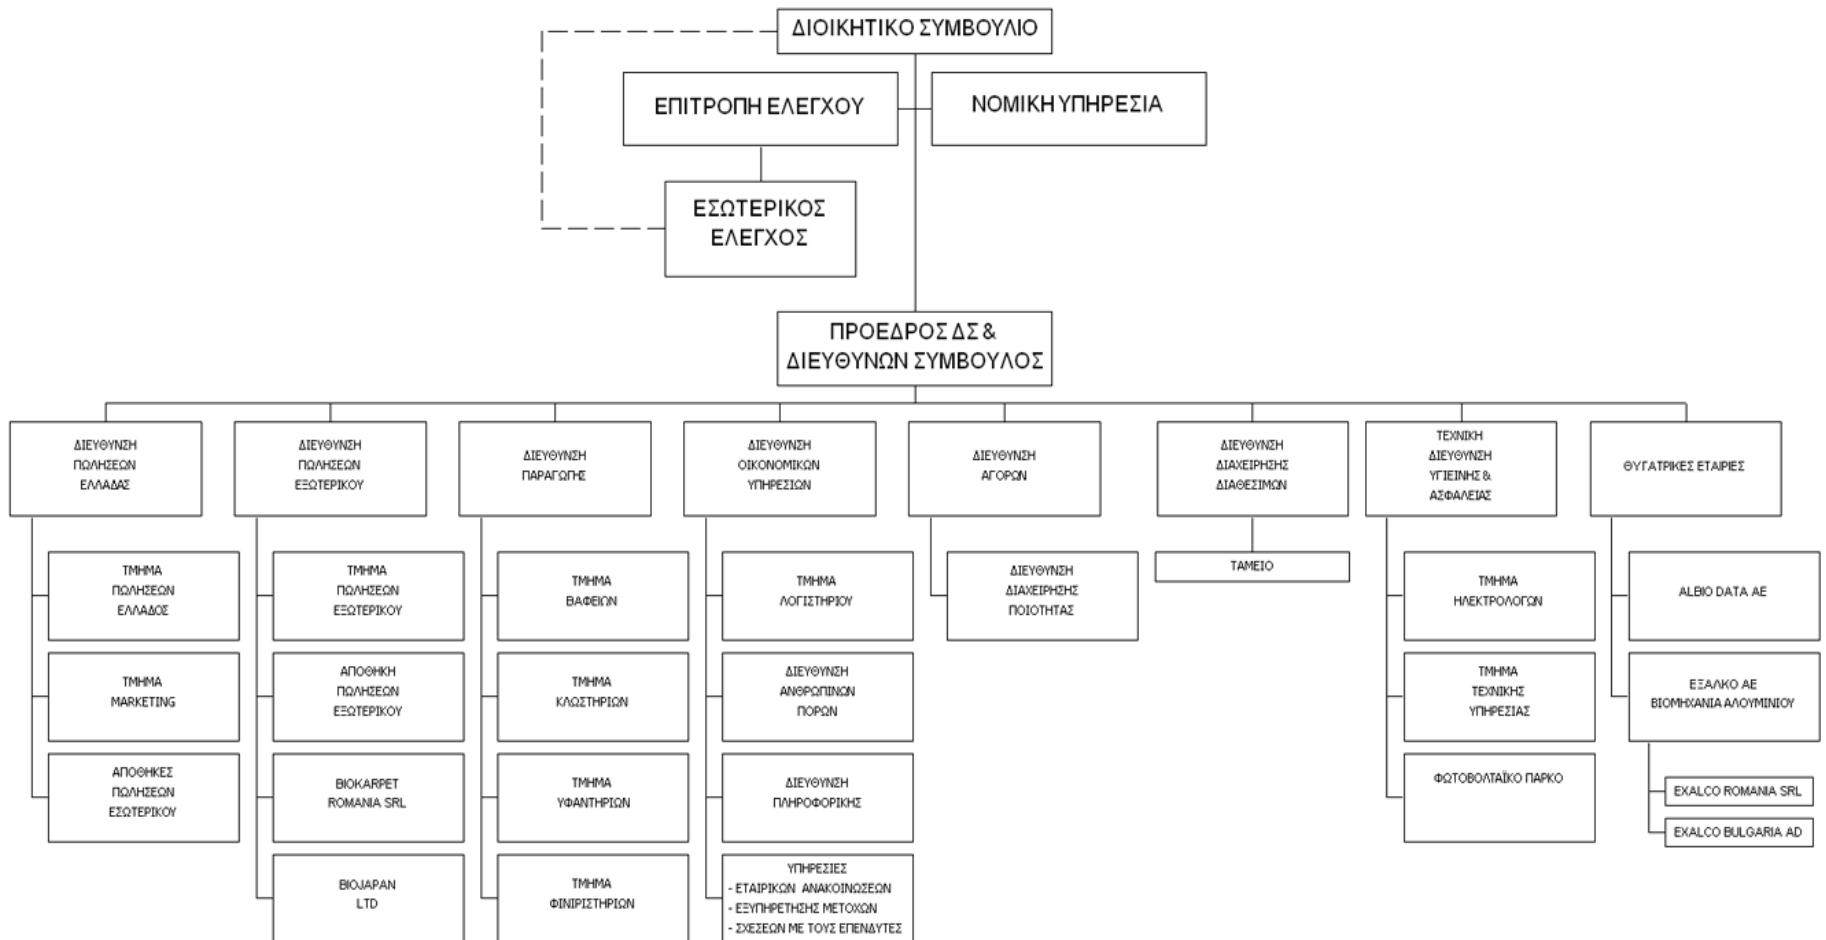 ΔΙΟΙΚΗΤΙΚΟ ΣΥΜΒΟΥΛΙΟ
ΕΠΙΤΡΟΠΗ ΕΛΕΓΧΟΥ
ΝΟΜΙΚΗ ΥΠΗΡΕΣΙΑ
ΕΣΩΤΕΡΙΚΟΣ
ΕΛΕΓΧΟΣ
ΠΡΟΕΔΡΟΣ ΔΣ &
ΔΙΕΥΘΥΝΩΝ ΣΥΜΒΟΥΛΟΣ
ΔΙΕΥΘΥΝΣΗ
ΠΩΛΗΣΕΩΝ
ΕΛΛΑΔΑΣ
ΤΜΗΜΑ
ΠΩΛΗΣΕΩΝ
ΕΛΛΑΔΟΣ
ΤΜΗΜΑ
MARKETING
ΑΠΟΘΗΚΕΣ
ΠΩΛΗΣΕΩΝ
ΕΣΩΤΕΡΙΚΟΥ
ΔΙΕΥΘΥΝΣΗ
ΠΩΛΗΣΕΩΝ
ΕΞΩΤΕΡΙΚΟΥ
ΤΜΗΜΑ
ΠΩΛΗΣΕΩΝ
ΕΞΩΤΕΡΙΚΟΥ
ΑΠΟΘΗΚΗ
ΠΩΛΗΣΕΩΝ
ΕΞΩΤΕΡΙΚΟΥ
BIOKARPET
ROMANIA SRL
BIOJAPAN
LTD
ΔΙΕΥΘΥΝΣΗ
ΠΑΡΑΓΩΓΗΣ
ΤΜΗΜΑ
ΒΑΦΕΙΩΝ
ΤΜΗΜΑ
ΚΛΩΣΤΗΡΙΩΝ
ΤΜΗΜΑ
ΥΦΑΝΤΗΡΙΩΝ
ΤΜΗΜΑ
ΦΙΝΙΡΙΣΤΗΡΙΩΝ
ΔΙΕΥΘΥΝΣΗ
ΟΙΚΟΝΟΜΙΚΩΝ
ΥΠΗΡΕΣΙΩΝ
ΤΜΗΜΑ
ΛΟΓΙΣΤΗΡΙΟΥ
ΔΙΕΥΘΥΝΣΗ
ΑΝΘΡΩΠΙΝΩΝ
ΠΟΡΩΝ
ΔΙΕΥΘΥΝΣΗ
ΠΛΗΡΟΦΟΡΙΚΗΣ
ΥΠΗΡΕΣΙΕΣ
- ΕΤΑΙΡΙΚΩΝ ΑΝΑΚΟΙΝΩΣΕΩΝ
- ΕΞΥΠΗΡΕΤΗΣΗΣ ΜΕΤΟΧΩΝ
- ΣΧΕΣΕΩΝ ΜΕ ΤΟΥΣ ΕΠΕΝΔΥΤΕΣ
ΔΙΕΥΘΥΝΣΗ
ΑΓΟΡΩΝ
ΔΙΕΥΘΥΝΣΗ
ΔΙΑΧΕΙΡΗΣΗΣ
ΠΟΙΟΤΗΤΑΣ
ΔΙΕΥΘΥΝΣΗ
ΔΙΑΧΕΙΡΗΣΗΣ
ΔΙΑΘΕΣΙΜΩΝ
ΤΑΜΕΙΟ
ΤΕΧΝΙΚΗ
ΔΙΕΥΘΥΝΣΗ
ΥΓΙΕΙΝΗΣ &
ΑΣΦΑΛΕΙΑΣ
ΤΜΗΜΑ
ΗΛΕΚΤΡΟΛΟΓΩΝ
ΤΜΗΜΑ
ΤΕΧΝΙΚΗΣ
ΥΠΗΡΕΣΙΑΣ
ΦΩΤΟΒΟΛΤΑΪΚΟ ΠΑΡΚΟ
ΘΥΓΑΤΡΙΚΕΣ ΕΤΑΙΡΙΕΣ
ALBIO DATA AE
ΕΞΑΛΚΟ ΑΕ
ΒΙΟΜΗΧΑΝΙΑ ΑΛΟΥΜΙΝΙΟΥ
EXALCO ROMANIA SRL
EXALCO BULGARIA AD